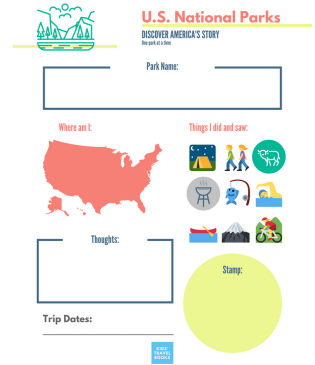 U.S. National Parks
DISCOVER AMERICA'S STORY
One park at a time
Park Name:
Where am I:
Things I did and saw:
Thoughts:
Stamp:
Trip Dates:
KIDS'
TRAVEL
BOOKS